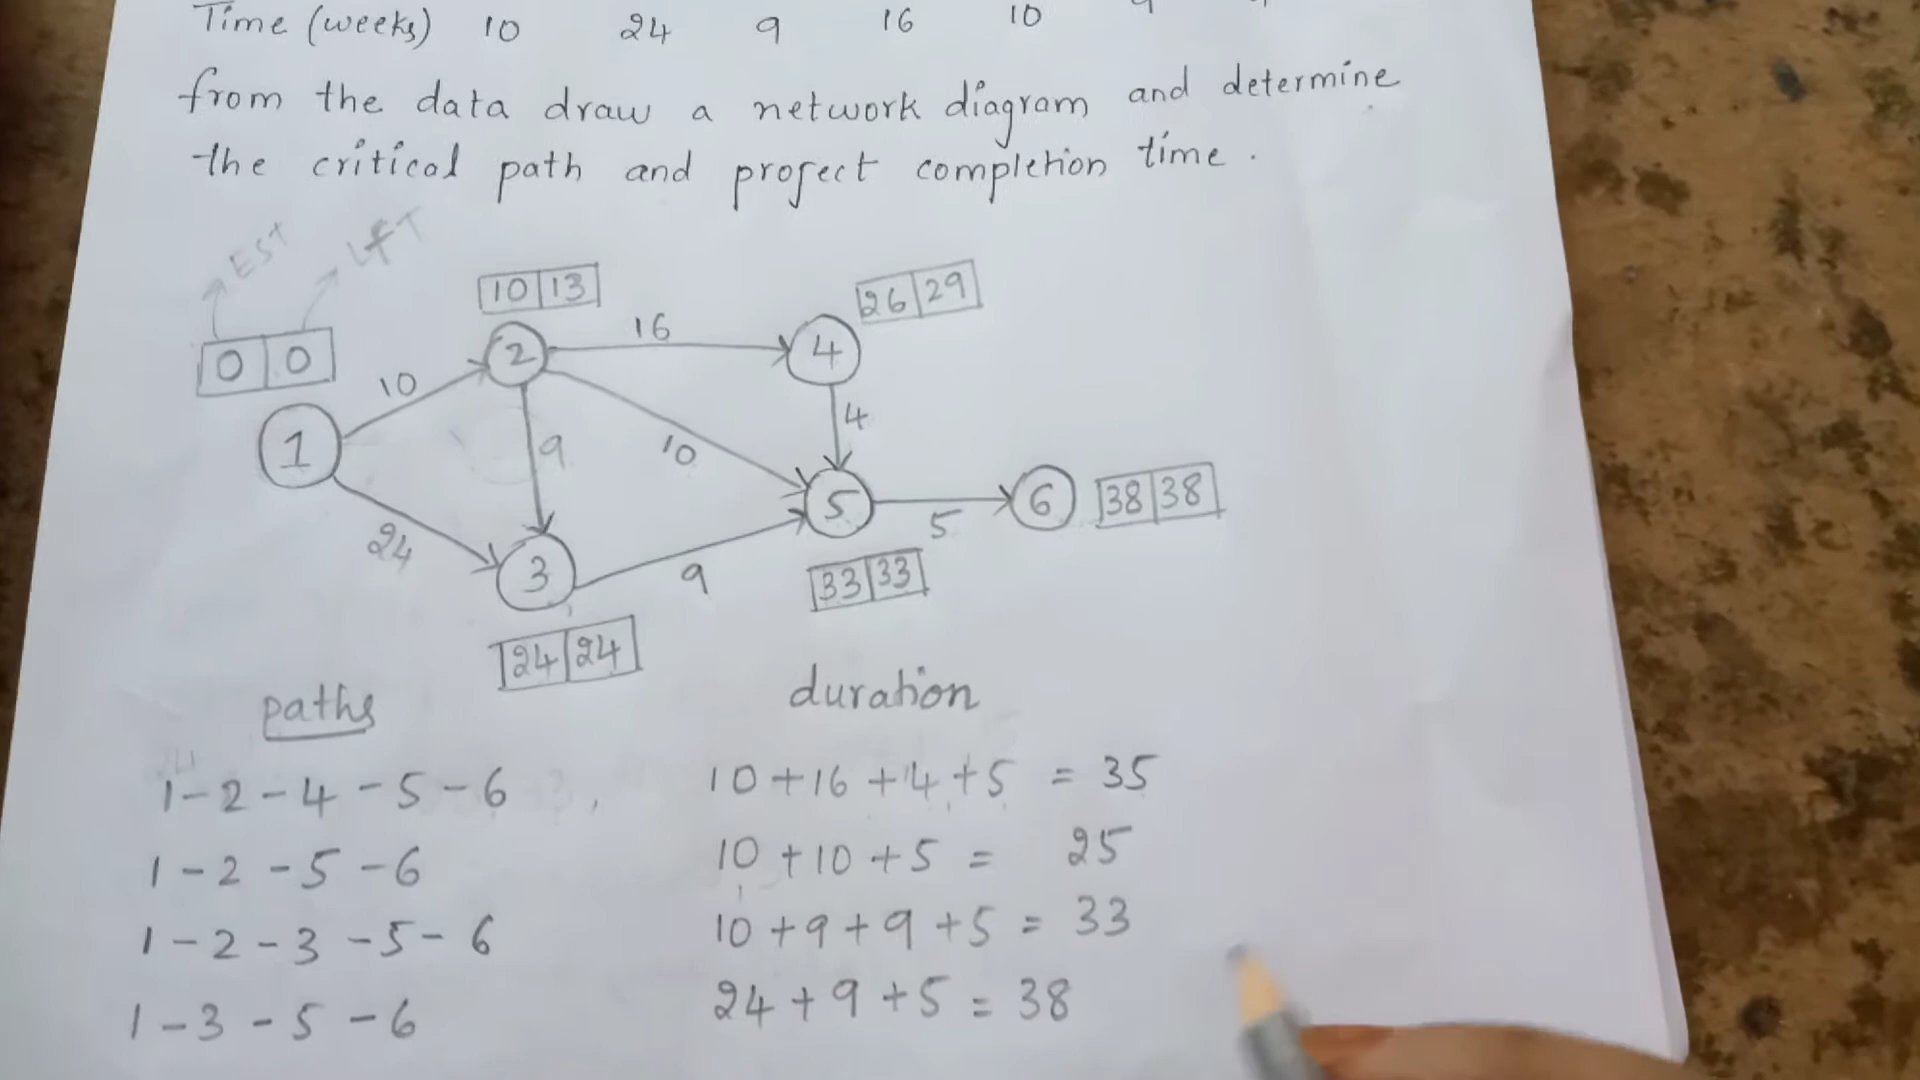 Time (weeks) 10 24 9 16 10
from the data draw a network diagram and determine
the critical path and project completion time .
EST LFT
10 13
26 29
0 0
16
2
4
10
4
1
9
10
5
6
38 38
5
24
3
9
33 33
24 24
paths duration
1-2-4-5-6 10+16+4+5 = 35
1-2-5-6 10+10+5 = 25
1-2-3-5-6 10+9+9+5 = 33
1-3-5-6 24+9+5 = 38